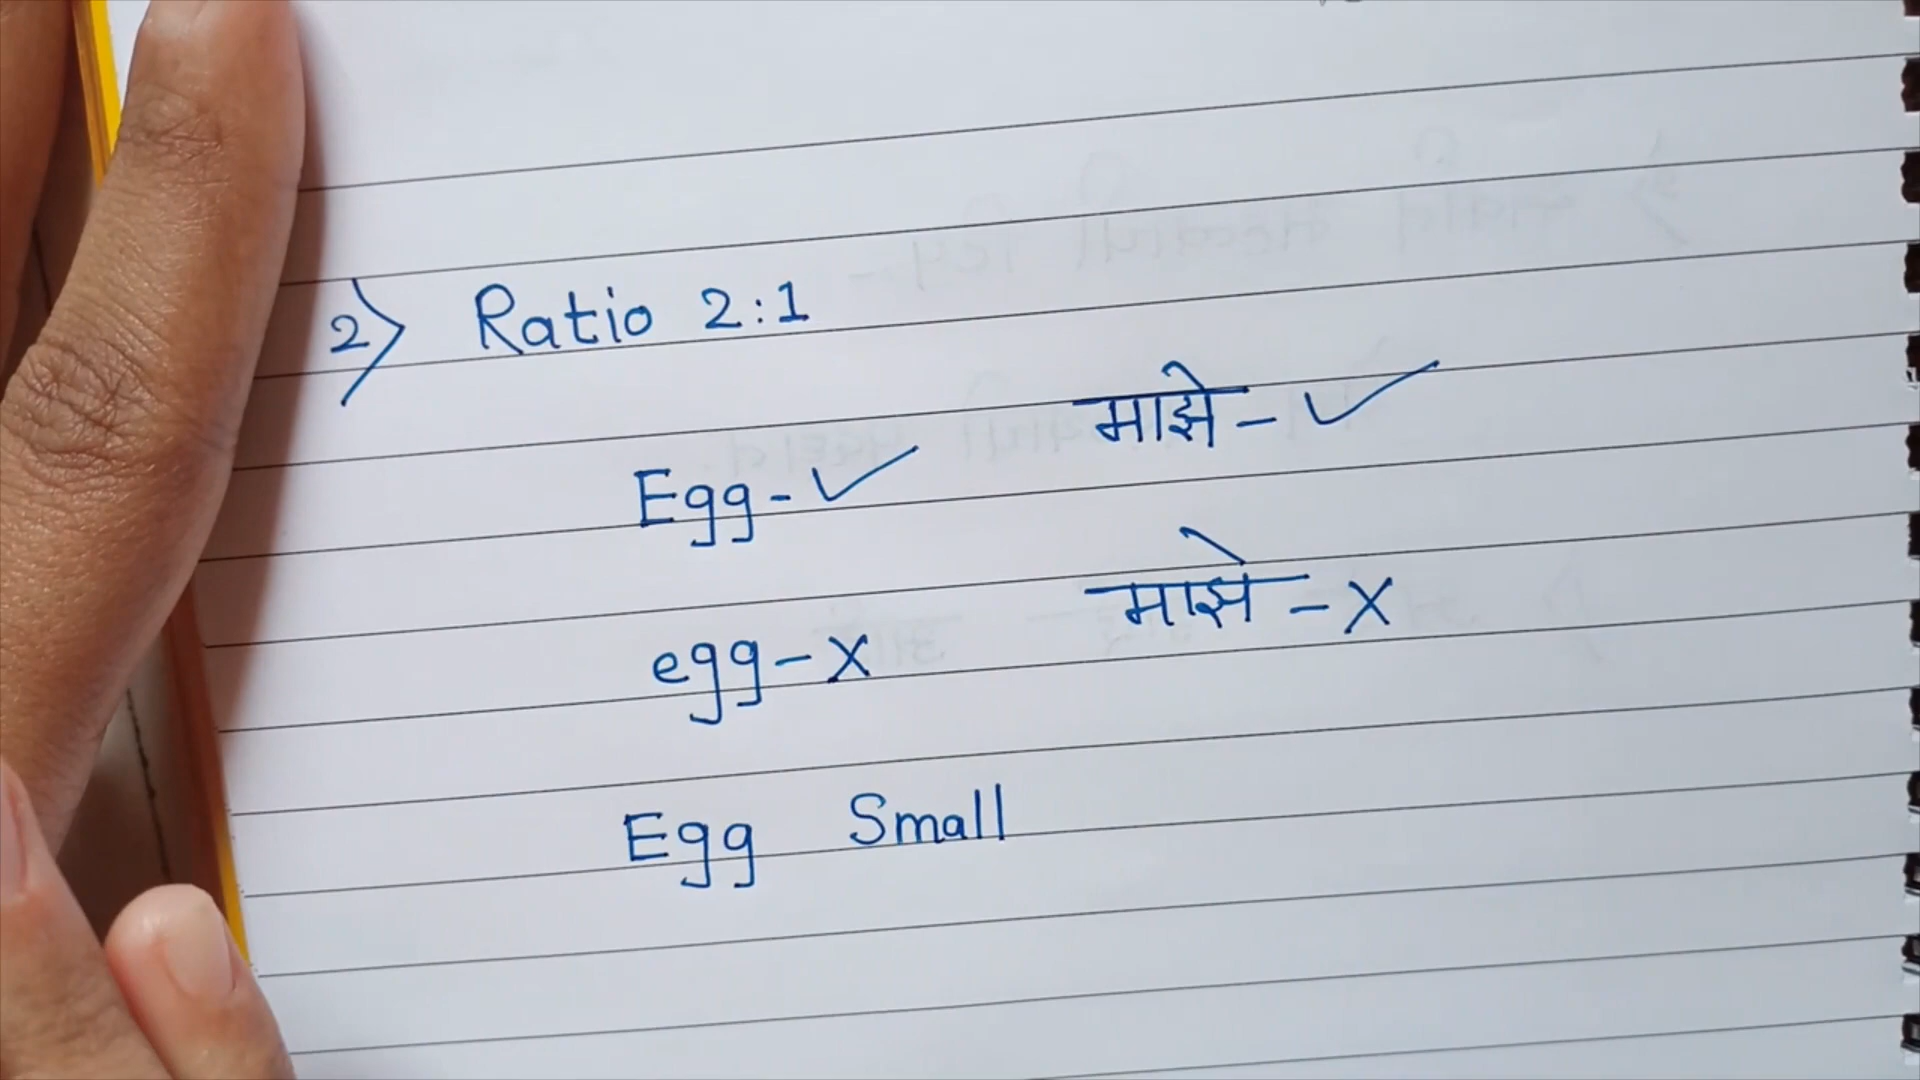 2) Ratio 2:1
माझे - ✓
Egg - ✓
माझे - x
egg - x
Egg Small